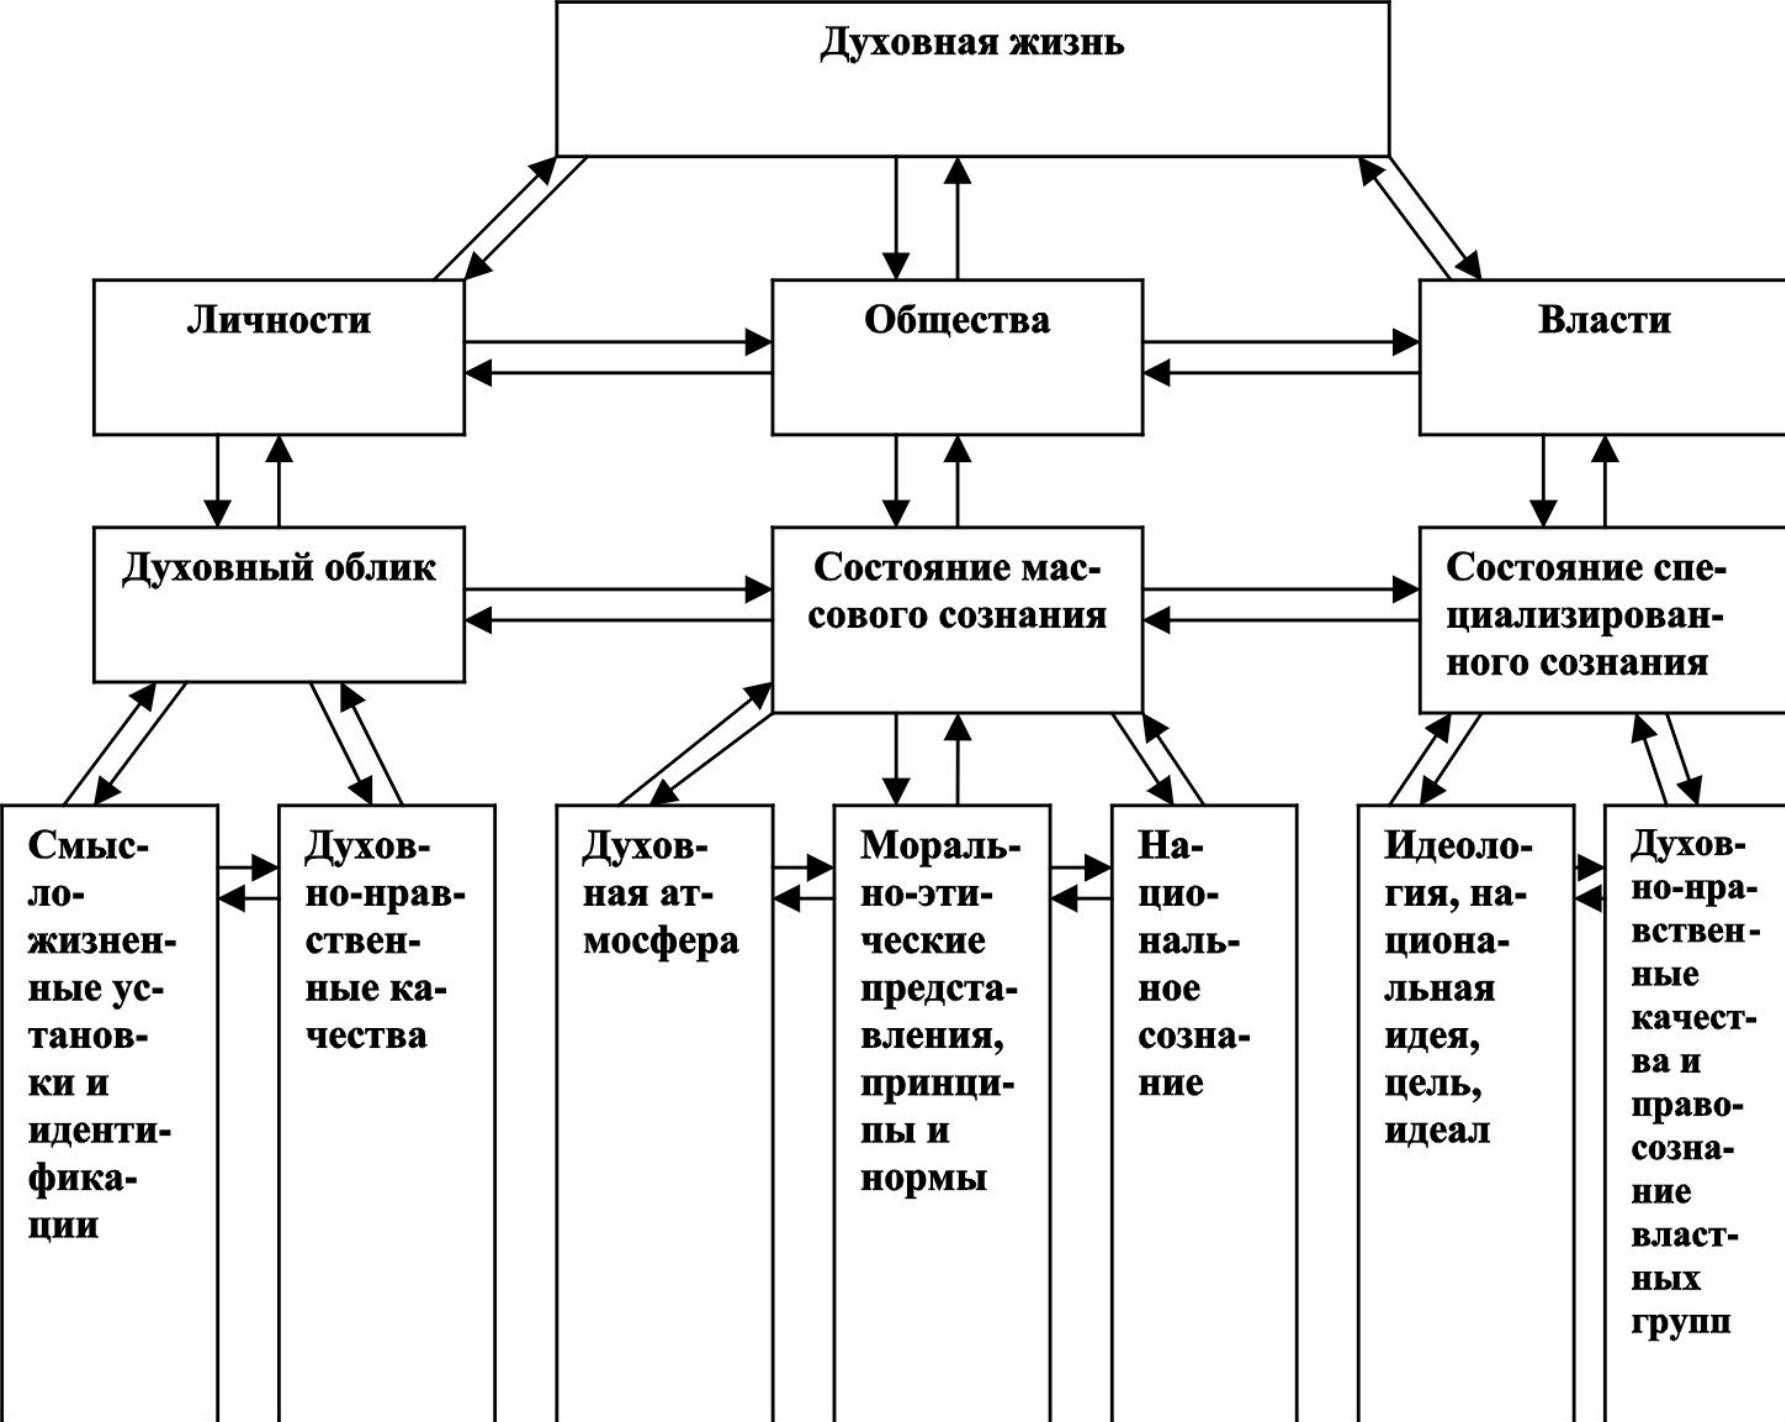 Духовная жизнь
Личности
Общества
Власти
Духовный облик
Состояние мас-
сового сознания
Состояние спе-
циализирован-
ного сознания
Смыс-
ло-
жизнен-
ные ус-
танов-
ки и
иденти-
фика-
ции
Духов-
но-нрав-
ствен-
ные ка-
чества
Духов-
ная ат-
мосфера
Мораль-
но-эти-
ческие
предста-
вления,
принци-
пы и
нормы
На-
цио-
наль-
ное
созна-
ние
Идеоло-
гия, на-
циона-
льная
идея,
цель,
идеал
Духов-
но-нра-
вствен-
ные
качест-
ва и
право-
созна-
ние
власт-
ных
групп